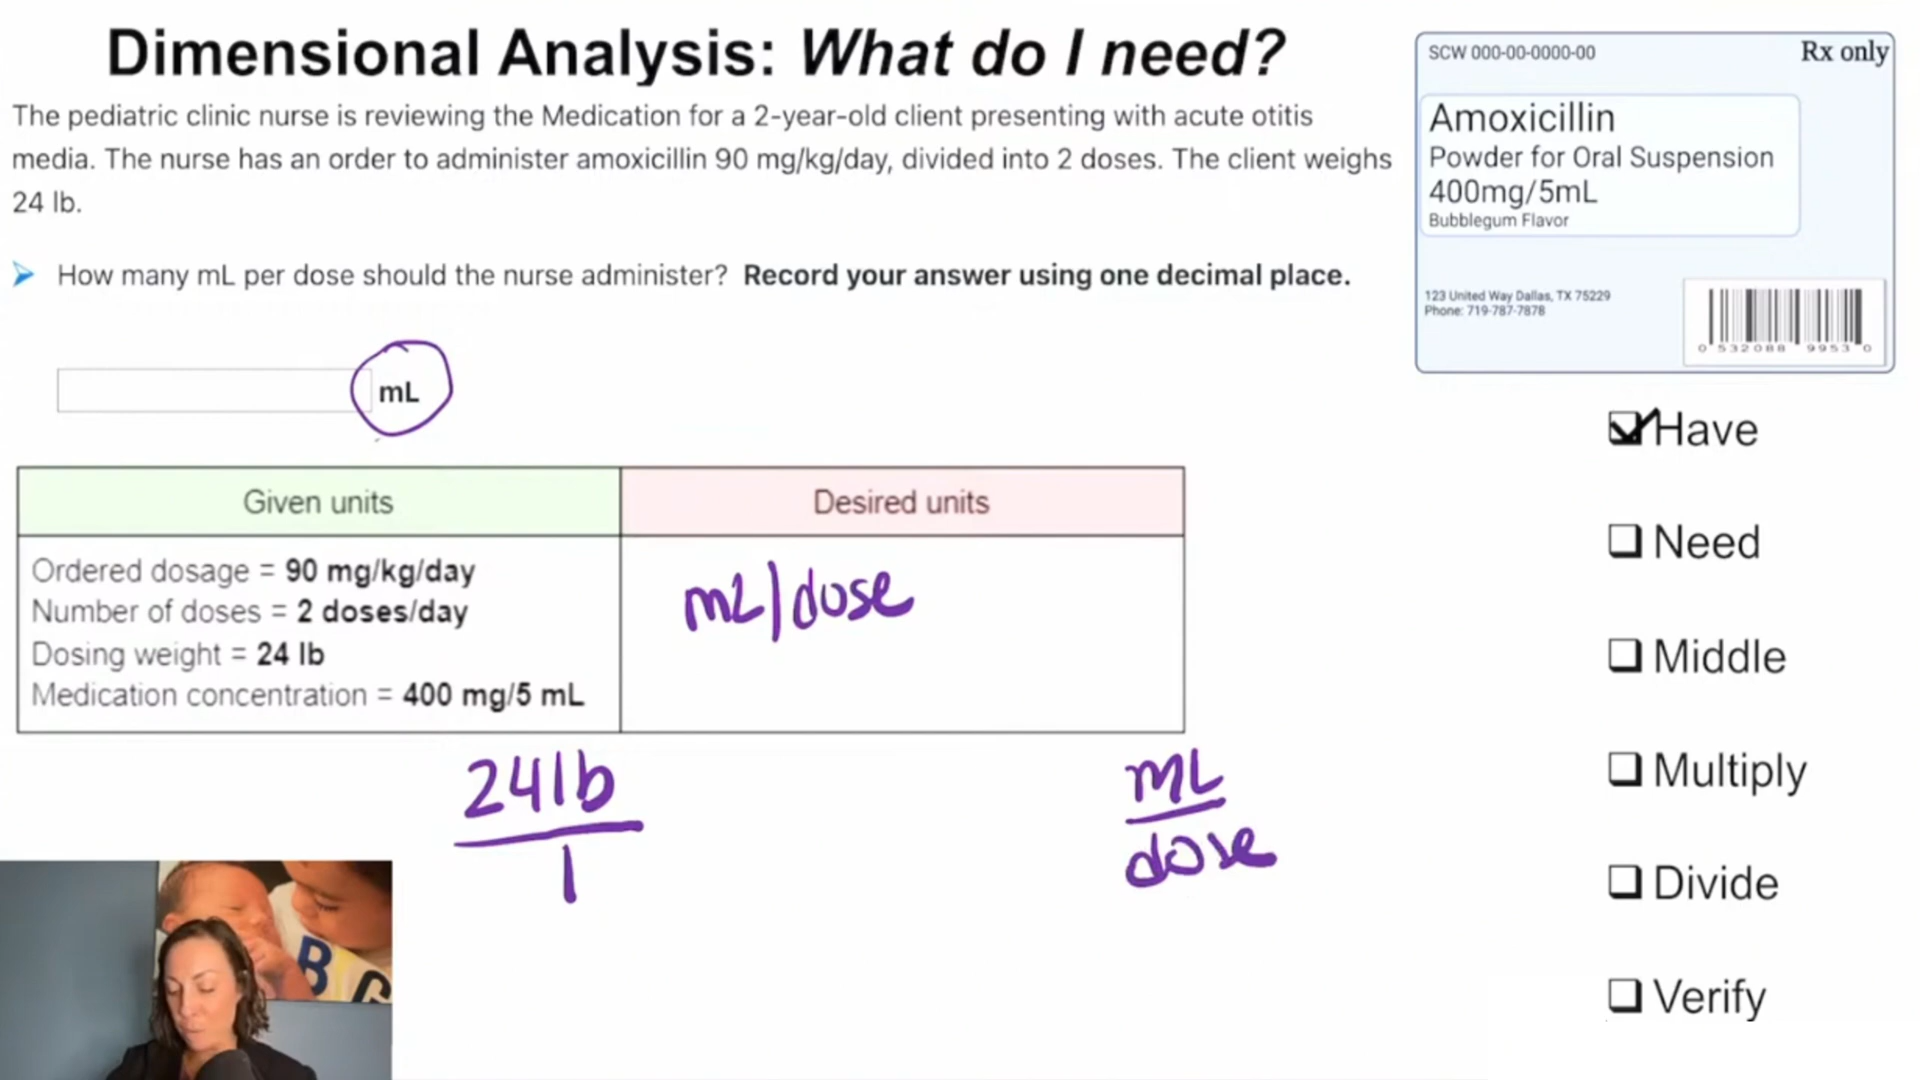 Dimensional Analysis: What do I need?
The pediatric clinic nurse is reviewing the Medication for a 2-year-old client presenting with acute otitis
media. The nurse has an order to administer amoxicillin 90 mg/kg/day, divided into 2 doses. The client weighs
24 lb.
How many mL per dose should the nurse administer? Record your answer using one decimal place.
mL
SCW 000-00-0000-00
Rx only
Amoxicillin
Powder for Oral Suspension
400mg/5mL
Bubblegum Flavor
123 United Way Dallas, TX 75229
Phone: 719-787-7878
0 532088 9953 0
Given units
Desired units
Ordered dosage = 90 mg/kg/day
Number of doses = 2 doses/day
Dosing weight = 24 lb
Medication concentration = 400 mg/5 mL
mL/dose
24lb
1
mL
dose
Have
Need
Middle
Multiply
Divide
Verify
B